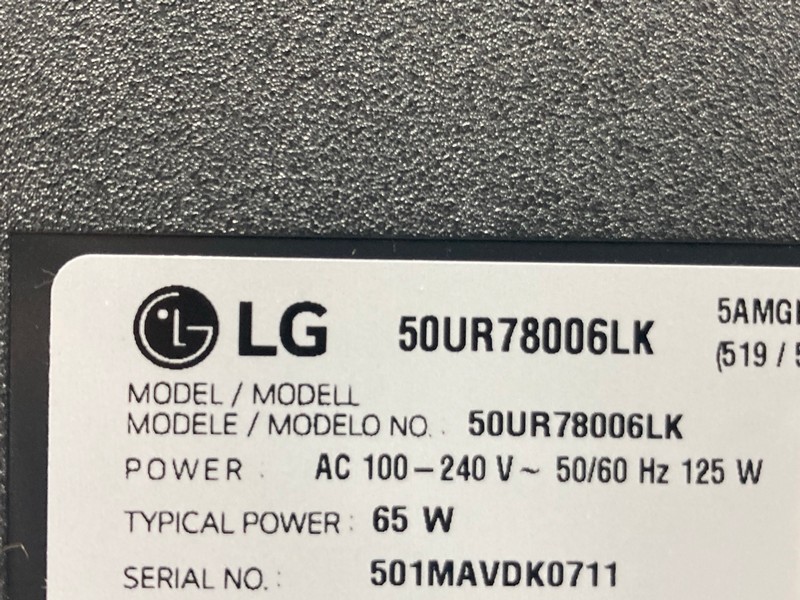 LG 50UR78006LK 5AMG
(519 / 5
MODEL / MODELL
MODELE / MODELO NO. : 50UR78006LK
POWER : AC 100-240 V~ 50/60 Hz 125 W
TYPICAL POWER : 65 W
SERIAL NO. : 501MAVDK0711